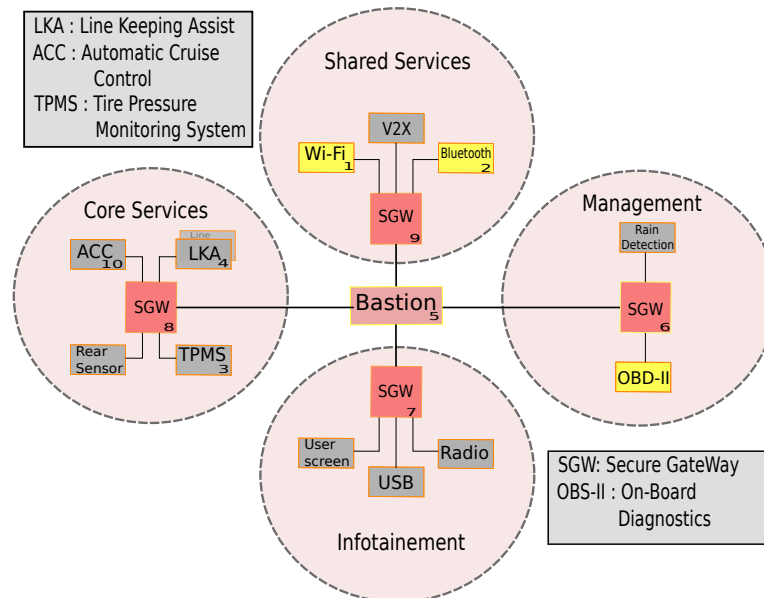 LKA : Line Keeping Assist
ACC : Automatic Cruise
Control
TPMS : Tire Pressure
Monitoring System
Shared Services
V2X
Wi-Fi
1
Bluetooth
2
SGW
9
Core Services
Line
ACC
10
LKA
4
SGW
8
Rear
Sensor
TPMS
3
Bastion
5
Management
Rain
Detection
SGW
6
OBD-II
SGW
7
User
screen
USB
Radio
Infotainement
SGW: Secure GateWay
OBS-II : On-Board
Diagnostics